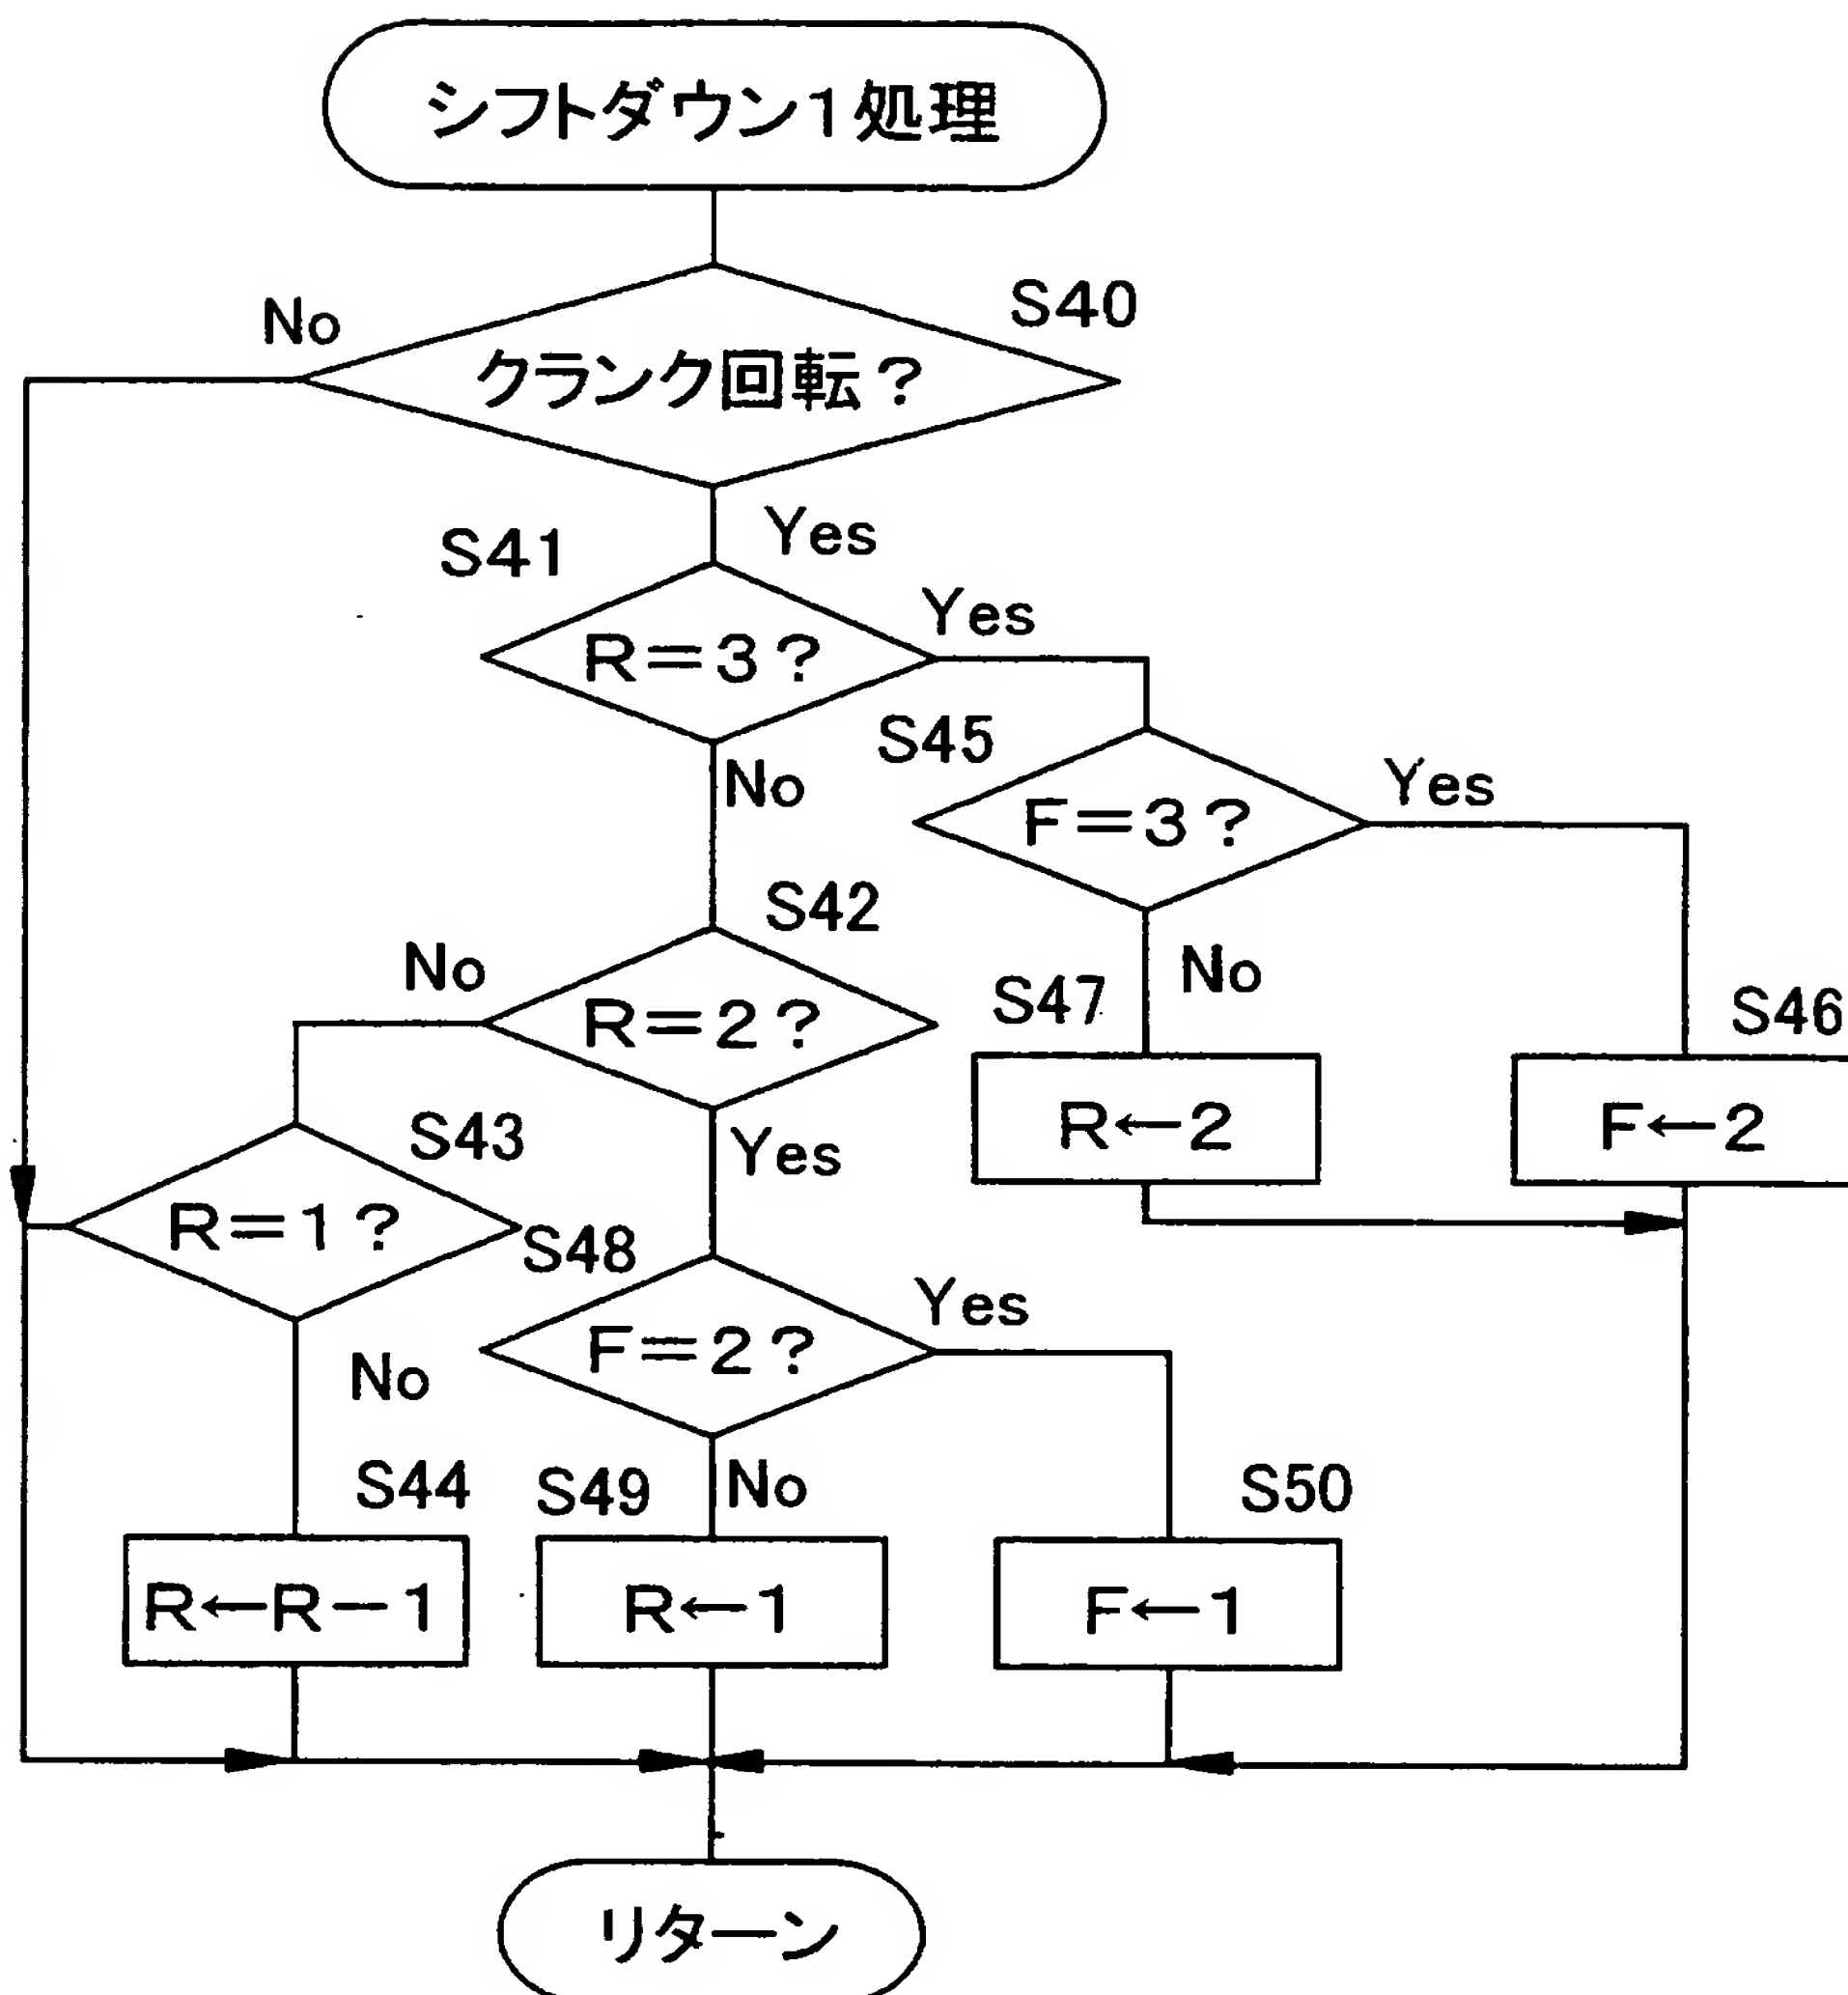 シフトダウン1処理
No
S40
クランク回転?
Yes
S41
Yes
R=3?
S45
No
Yes
F=3?
S42
No
No
S47
S46
R=2?
R←2
F←2
S43
Yes
R=1?
S48
Yes
F=2?
No
S44
S49
No
S50
R←R-1
R←1
F←1
リターン